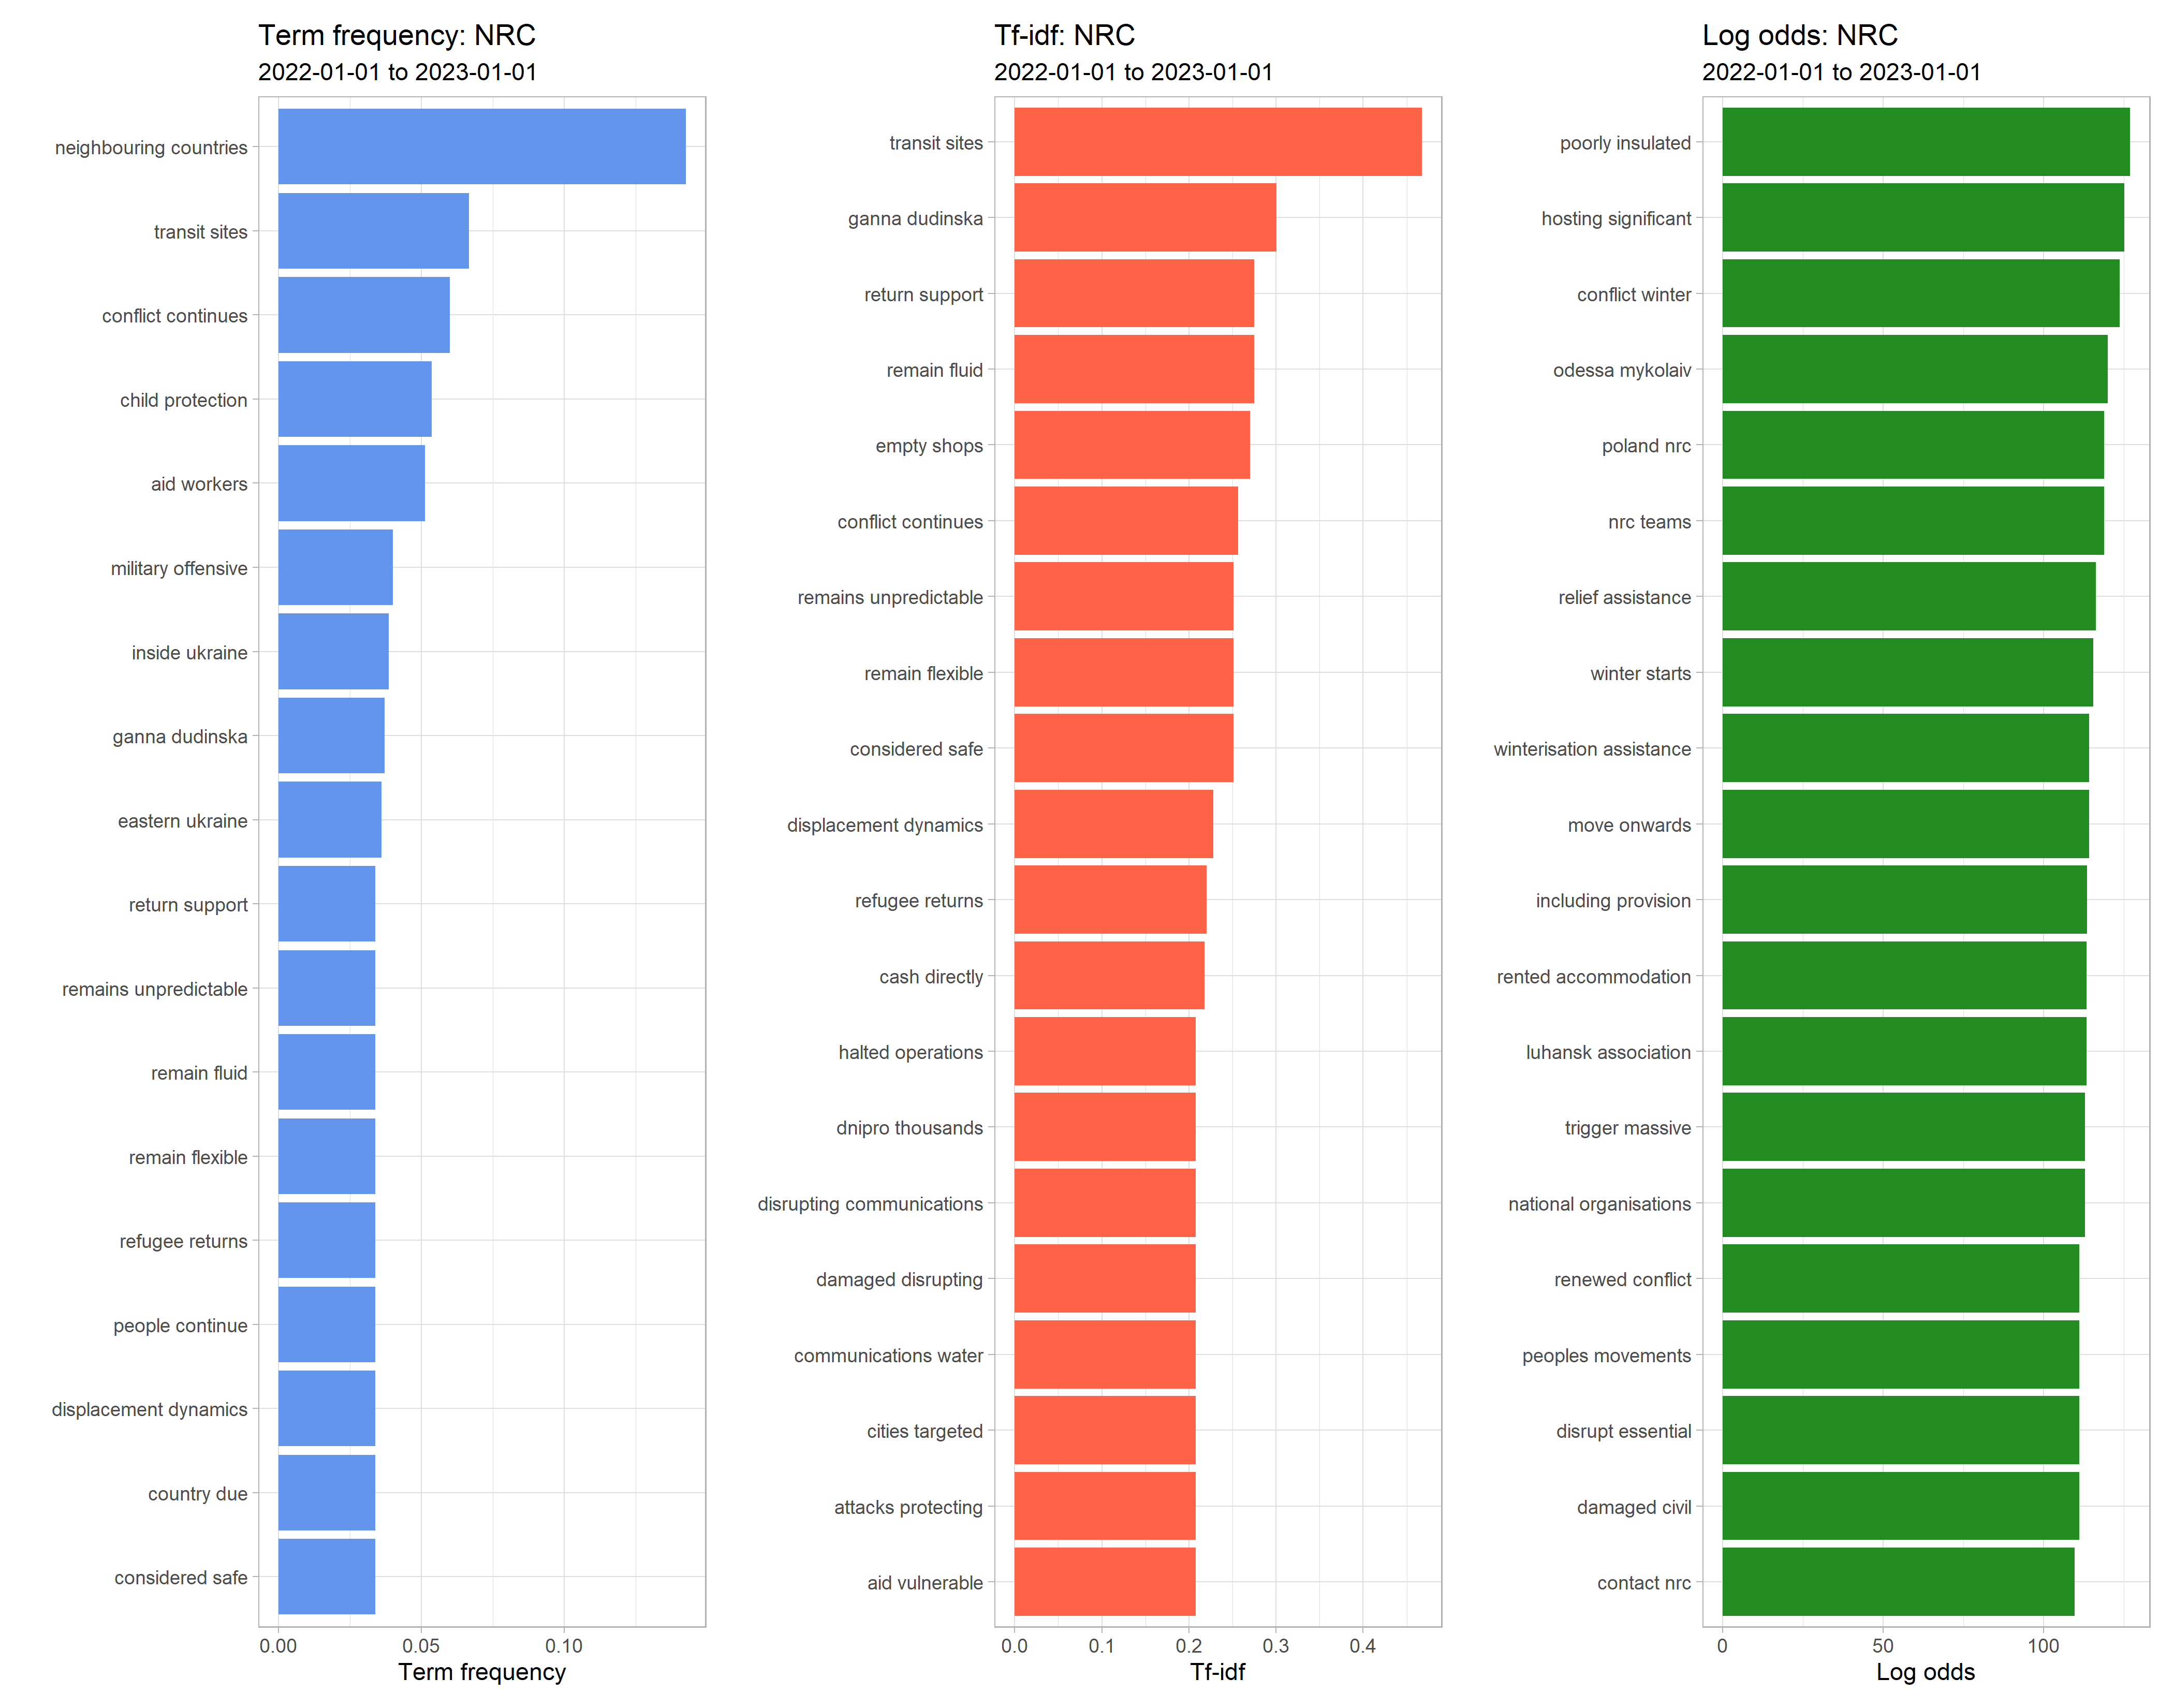 Term frequency: NRC
2022-01-01 to 2023-01-01
neighbouring countries
transit sites
conflict continues
child protection
aid workers
military offensive
inside ukraine
ganna dudinska
eastern ukraine
return support
remains unpredictable
remain fluid
remain flexible
refugee returns
people continue
displacement dynamics
country due
considered safe
0.00 0.05 0.10
Term frequency
Tf-idf: NRC
2022-01-01 to 2023-01-01
transit sites
ganna dudinska
return support
remain fluid
empty shops
conflict continues
remains unpredictable
remain flexible
considered safe
displacement dynamics
refugee returns
cash directly
halted operations
dnipro thousands
disrupting communications
damaged disrupting
communications water
cities targeted
attacks protecting
aid vulnerable
0.0 0.1 0.2 0.3 0.4
Tf-idf
Log odds: NRC
2022-01-01 to 2023-01-01
poorly insulated
hosting significant
conflict winter
odessa mykolaiv
poland nrc
nrc teams
relief assistance
winter starts
winterisation assistance
move onwards
including provision
rented accommodation
luhansk association
trigger massive
national organisations
renewed conflict
peoples movements
disrupt essential
damaged civil
contact nrc
0 50 100
Log odds